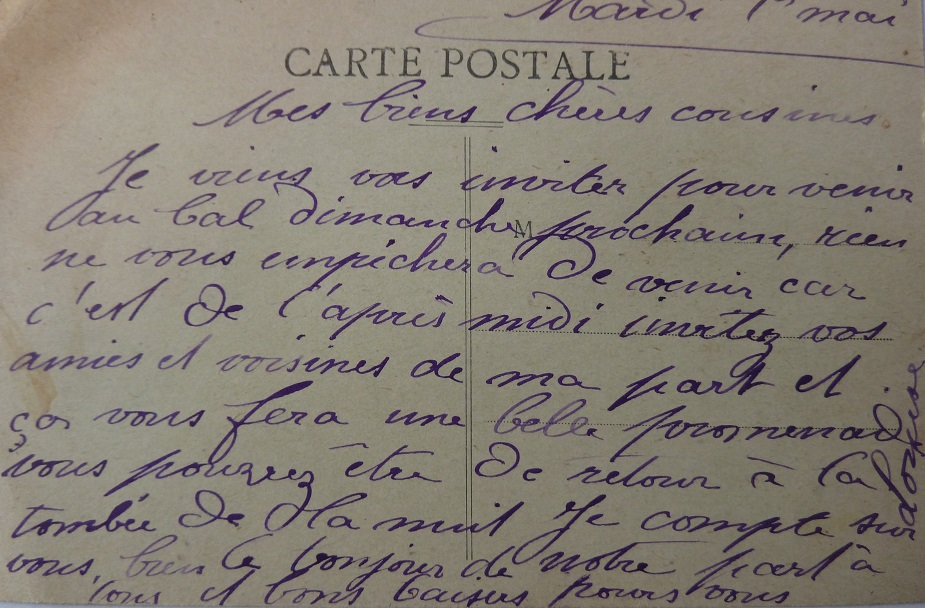 Mardi 1er mai
CARTE POSTALE
Mes biens chères cousines
Je viens vous inviter pour venir
au bal dimanche prochain, rien
M
ne vous empichera de venir car
c'est de l'après midi invitez vos
amies et voisines de ma part et
ça vous fera une belle promenade
vous pourrez être de retour à la
tombée de la nuit Je compte sur
vous, bien le bonjour de notre part à
tous et bons baisers pour vous